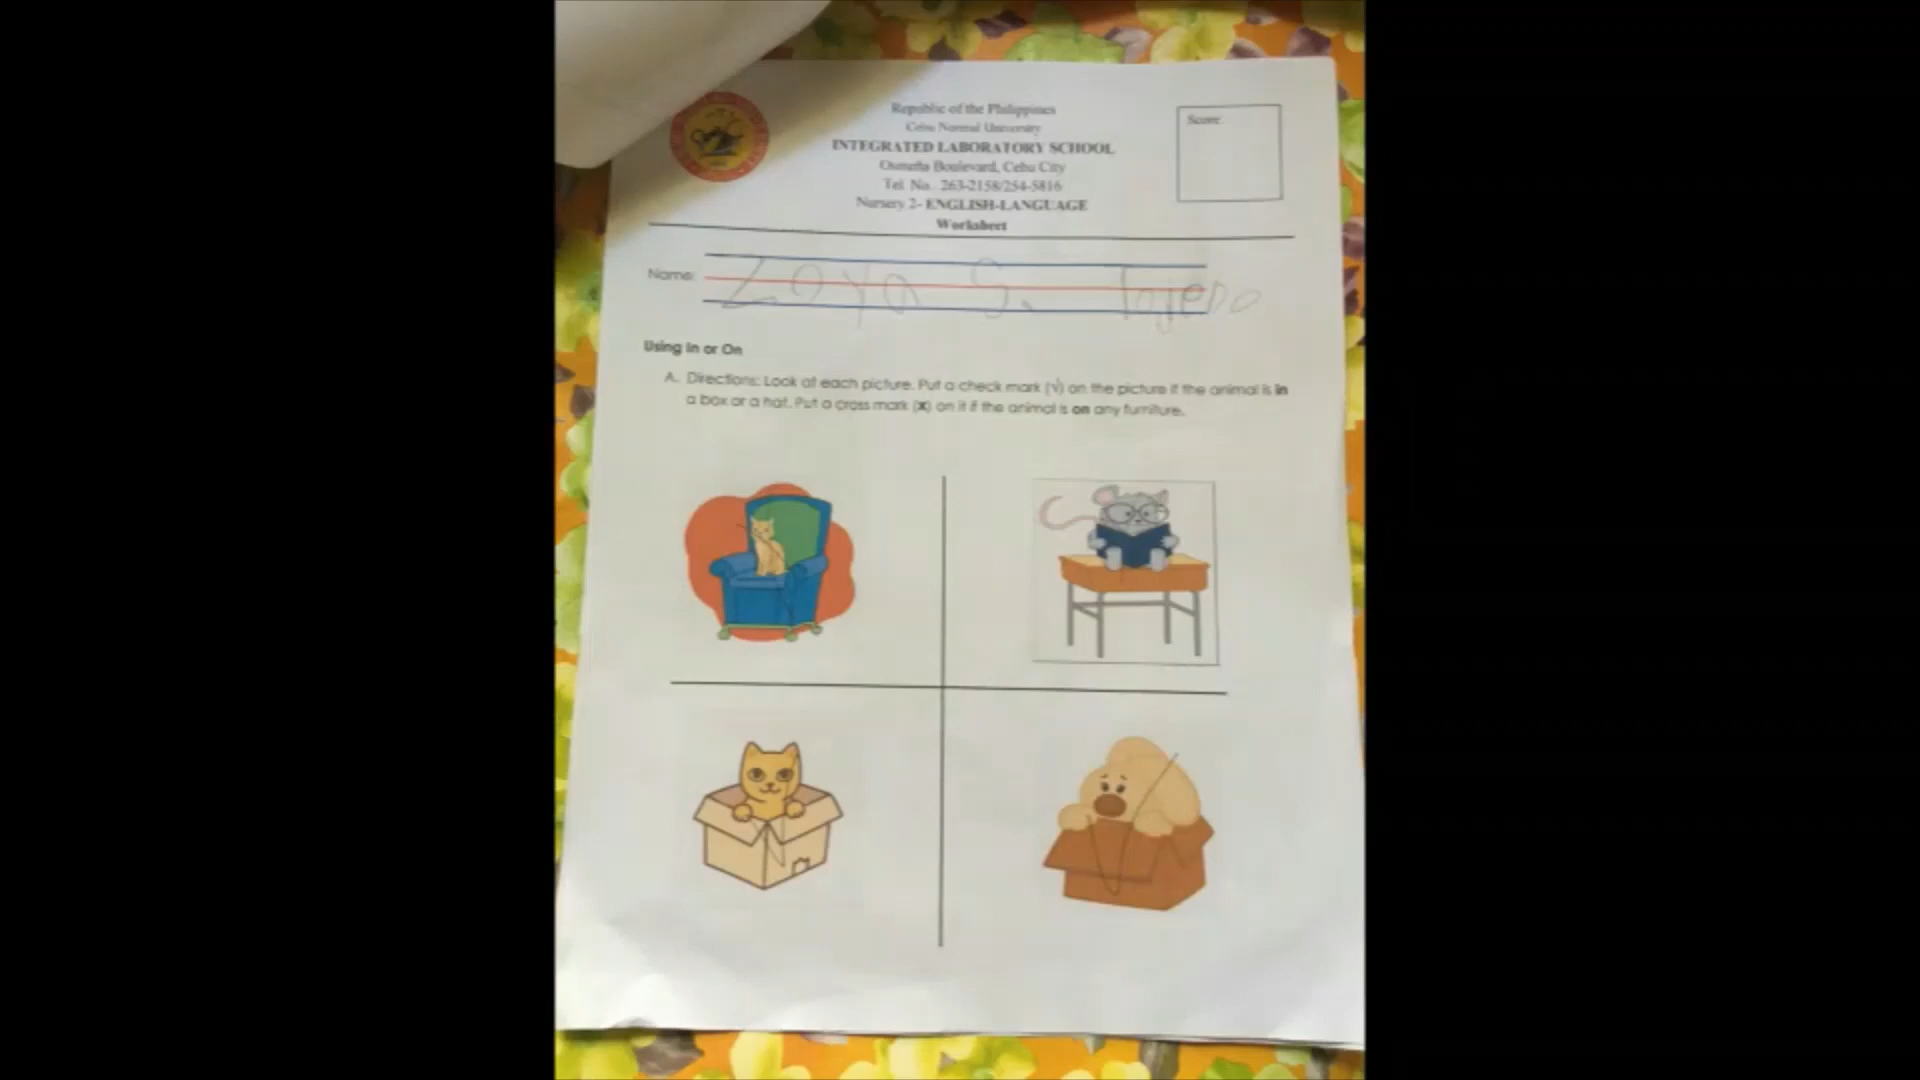 Republic of the Philippines
Cebu Normal University
INTEGRATED LABORATORY SCHOOL
Osmeña Boulevard, Cebu City
Tel. No. 263-2158/254-5816
Nursery 2- ENGLISH-LANGUAGE
Worksheet
Score:
Name: Zoya S.
Using In or On
A. Directions: Look at each picture. Put a check mark (√) on the picture if the animal is in
a box or a hat. Put a cross mark (x) on it if the animal is on any furniture.